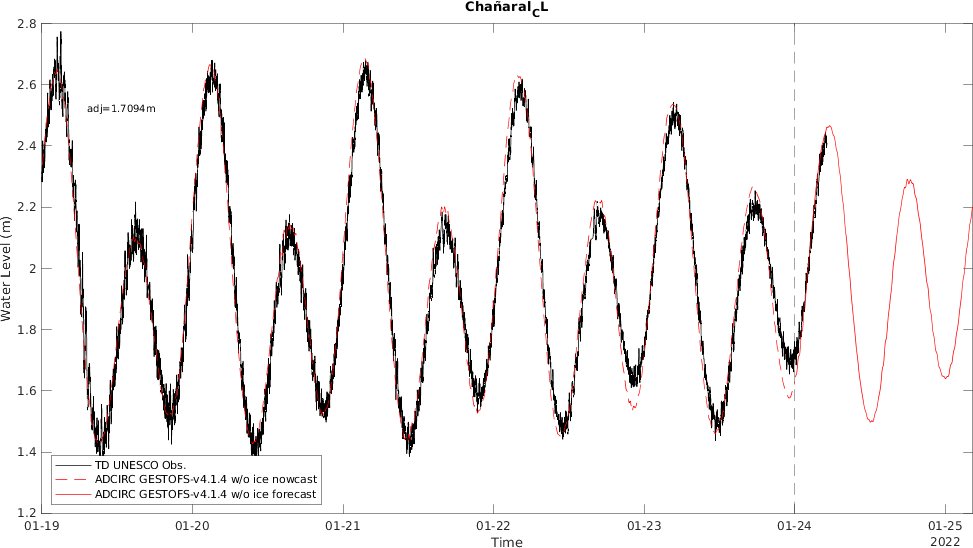 Chañaral_CL
2.8
2.6
2.4
2.2
2
1.8
1.6
1.4
1.2
Water Level (m)
adj=1.7094m
TD UNESCO Obs.
ADCIRC GESTOFS-v4.1.4 w/o ice nowcast
ADCIRC GESTOFS-v4.1.4 w/o ice forecast
01-19 01-20 01-21 01-22 01-23 01-24 01-25
Time
2022